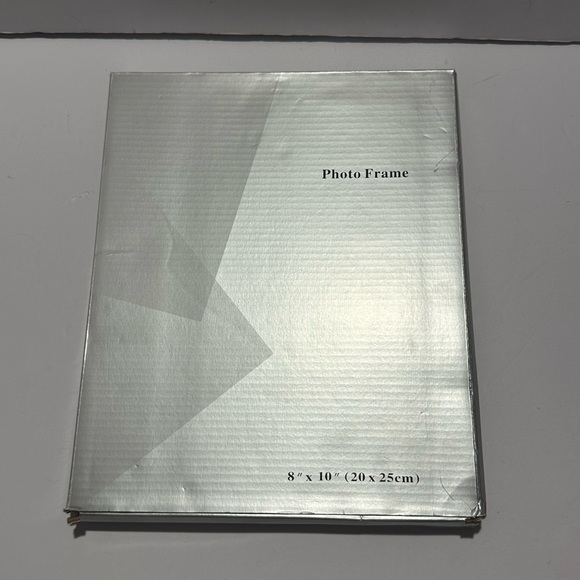 Photo Frame
8" x 10" (20 x 25cm)